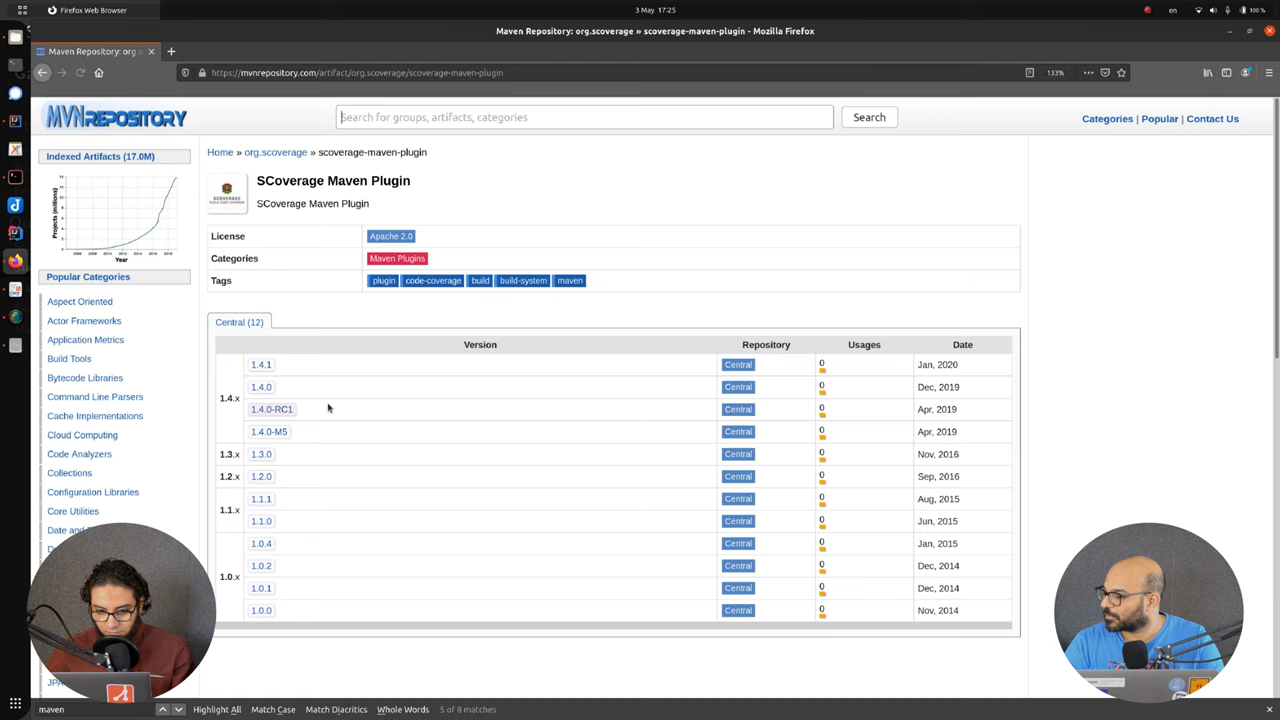 Firefox Web Browser
3 May 17:25
en
100 %
Maven Repository: org.scoverage » scoverage-maven-plugin - Mozilla Firefox
Maven Repository: org.s
https://mvnrepository.com/artifact/org.scoverage/scoverage-maven-plugin
133%
MVNREPOSITORY
Search for groups, artifacts, categories
Search
Categories | Popular | Contact Us
Indexed Artifacts (17.0M)
Projects (millions)
Year
Popular Categories
Aspect Oriented
Actor Frameworks
Application Metrics
Build Tools
Bytecode Libraries
Command Line Parsers
Cache Implementations
Cloud Computing
Code Analyzers
Collections
Configuration Libraries
Core Utilities
Date and
Home » org.scoverage » scoverage-maven-plugin
SCOVERAGE
SCoverage Maven Plugin
SCoverage Maven Plugin
License Apache 2.0
Categories Maven Plugins
Tags plugin code-coverage build build-system maven
Central (12)
Version Repository Usages Date
1.4.x
1.4.1 Central 0 Jan, 2020
1.4.0 Central 0 Dec, 2019
1.4.0-RC1 Central 0 Apr, 2019
1.4.0-M5 Central 0 Apr, 2019
1.3.x 1.3.0 Central 0 Nov, 2016
1.2.x 1.2.0 Central 0 Sep, 2016
1.1.x
1.1.1 Central 0 Aug, 2015
1.1.0 Central 0 Jun, 2015
1.0.x
1.0.4 Central 0 Jan, 2015
1.0.2 Central 0 Dec, 2014
1.0.1 Central 0 Dec, 2014
1.0.0 Central 0 Nov, 2014
maven
Highlight All
Match Case
Match Diacritics
Whole Words
5 of 8 matches